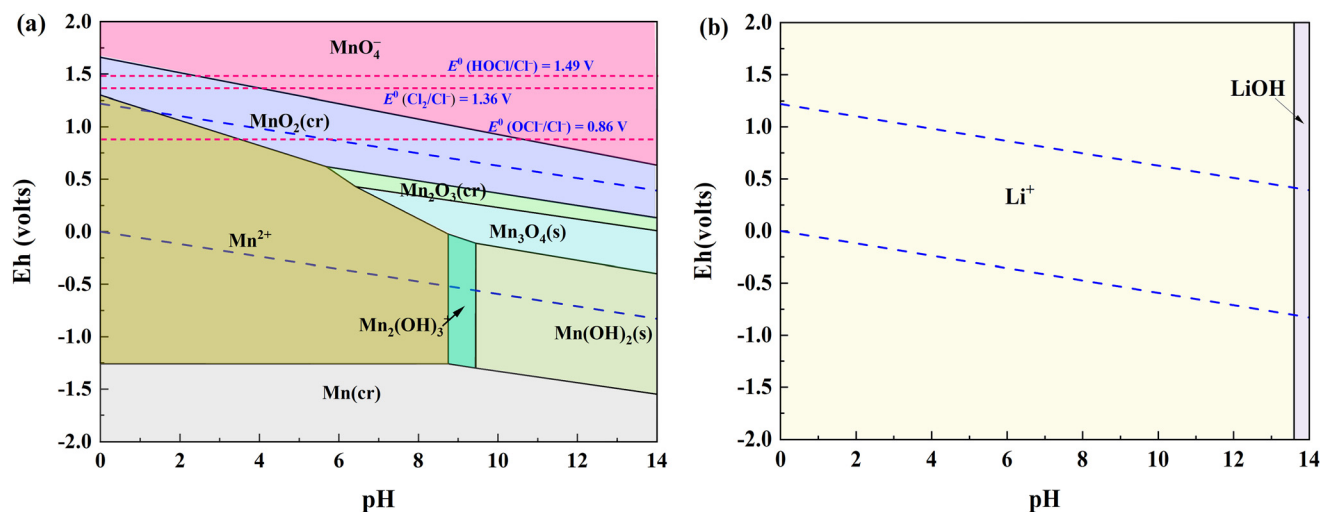 (a)
2.0
1.5
1.0
0.5
0.0
-0.5
-1.0
-1.5
-2.0
Eh (volts)
MnO₄⁻
E⁰ (HOCl/Cl⁻) = 1.49 V
E⁰ (Cl₂/Cl⁻) = 1.36 V
MnO₂(cr)
E⁰ (OCl⁻/Cl⁻) = 0.86 V
Mn₂O₃(cr)
Mn₃O₄(s)
Mn²⁺
Mn₂(OH)₃⁺
Mn(OH)₂(s)
Mn(cr)
0 2 4 6 8 10 12 14
pH
(b)
2.0
1.5
1.0
0.5
0.0
-0.5
-1.0
-1.5
-2.0
Eh(volts)
LiOH
Li⁺
0 2 4 6 8 10 12 14
pH